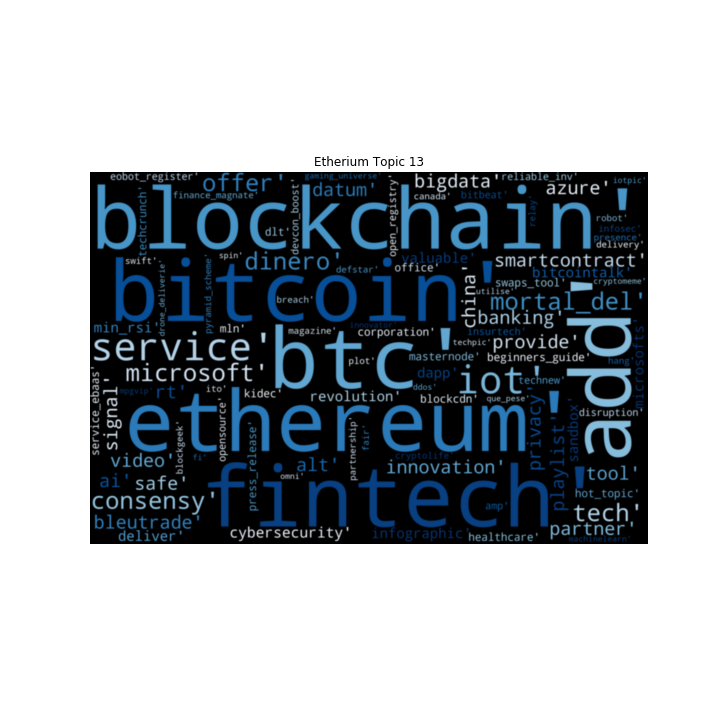 Etherium Topic 13
eobot_register'
offer'
gaming_universe'
bigdata'
reliable_inv'
iotpic'
finance_magnate'
datum'
canada'
bitbeat'
azure'
techcrunch'
blockchain'
devcon_boost'
open_registry'
relay'
robot'
infosec'
presence'
delivery'
dlt'
swift'
spin'
dinero'
defstar'
office'
valuable'
smartcontract'
bitcointalk'
drone_deliverie'
bitcoin'
pyramid_scheme'
breach'
china'
swaps_tool'
utilise'
cryptomeme'
mortal_del'
min_rsi'
mln'
magazine'
innovator'
corporation'
banking'
insurtech'
service'
btc'
techpic'
provide'
add'
microsofts'
microsoft'
plot'
masternode'
beginners_guide'
hang'
service_ebaas'
signal'
mpgvip'
rt'
ito'
kidec'
revolution'
dapp'
ddos'
blockcdn'
iot'
technew'
que_pese'
disruption'
ethereum'
opensource'
privacy'
playlist'
sandbox'
video'
blockgeek'
fi'
press_release'
partnership'
fair'
cryptolife'
alt'
innovation'
tool'
ai'
safe'
omni'
hot_topic'
consensy'
fintech'
amp'
tech'
bleutrade'
deliver'
cybersecurity'
infographic'
healthcare'
partner'
machinelearn'